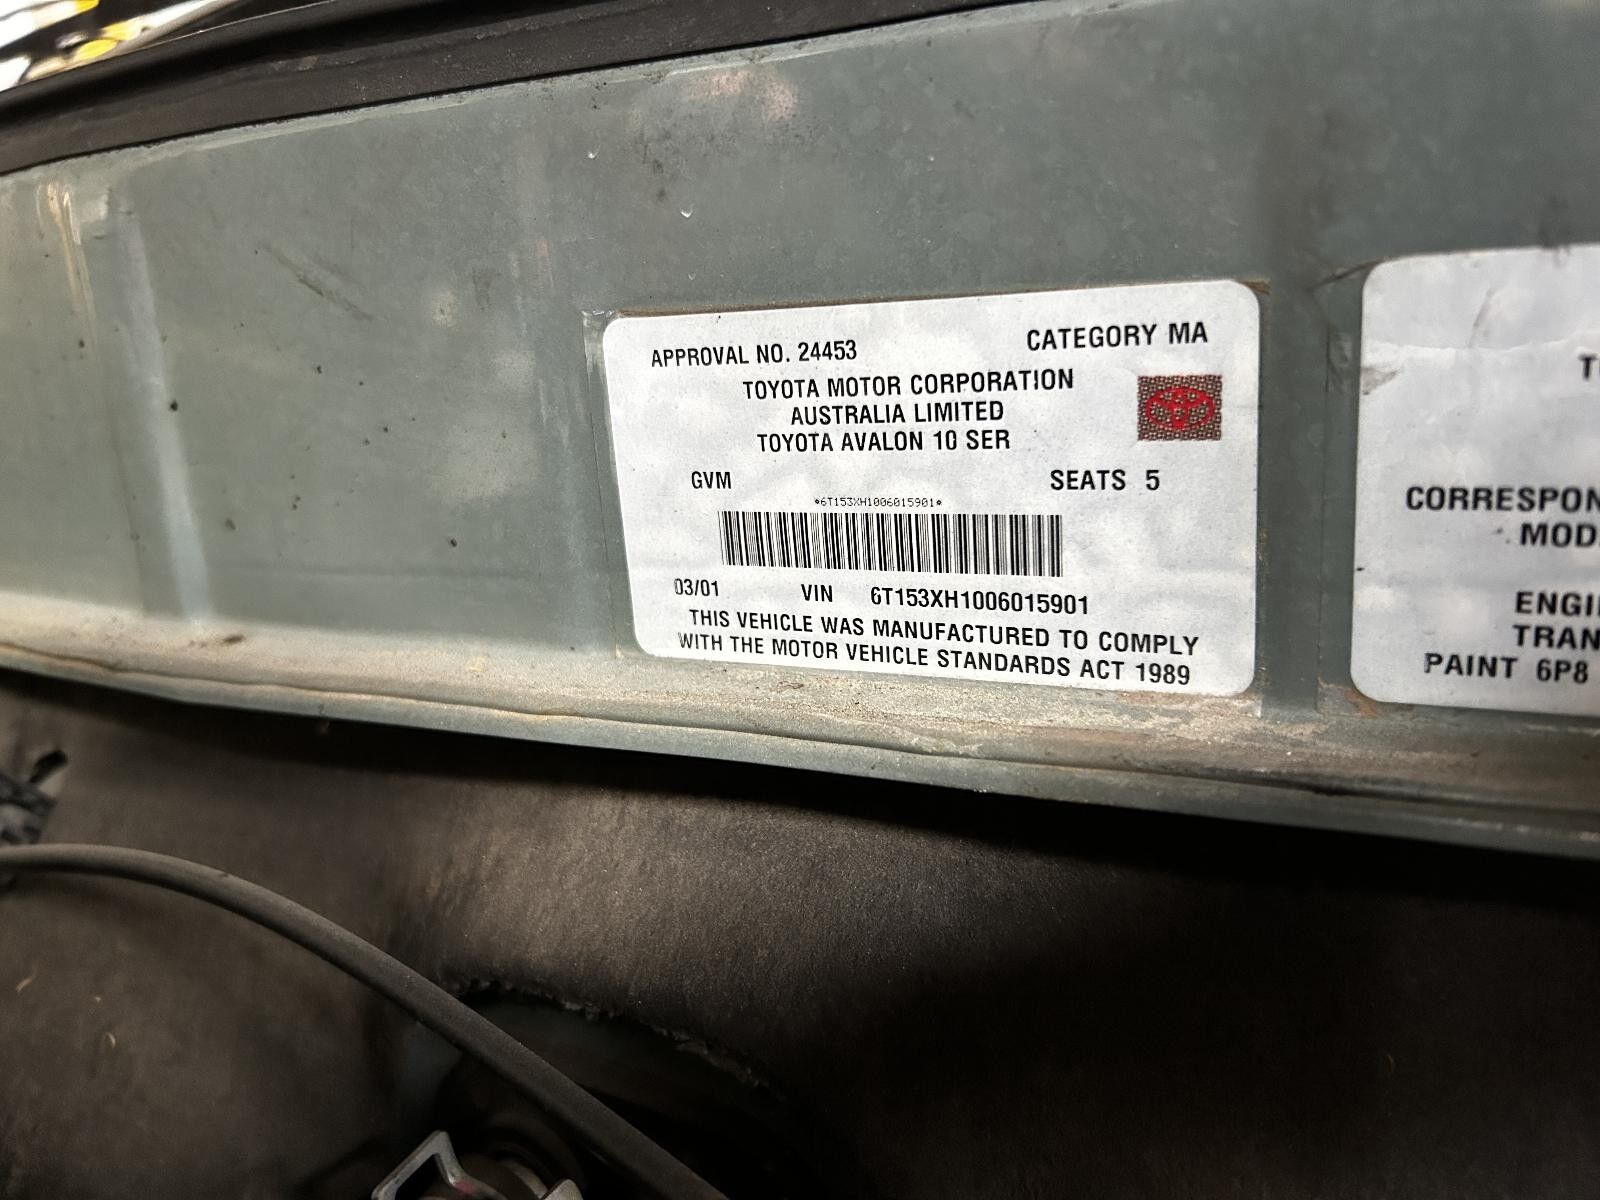 APPROVAL NO. 24453 CATEGORY MA
TOYOTA MOTOR CORPORATION
AUSTRALIA LIMITED
TOYOTA AVALON 10 SER
GVM SEATS 5
*6T153XH1006015901*
03/01 VIN 6T153XH1006015901
THIS VEHICLE WAS MANUFACTURED TO COMPLY
WITH THE MOTOR VEHICLE STANDARDS ACT 1989
TO
CORRESPON
MOD
ENGI
TRAN
PAINT 6P8